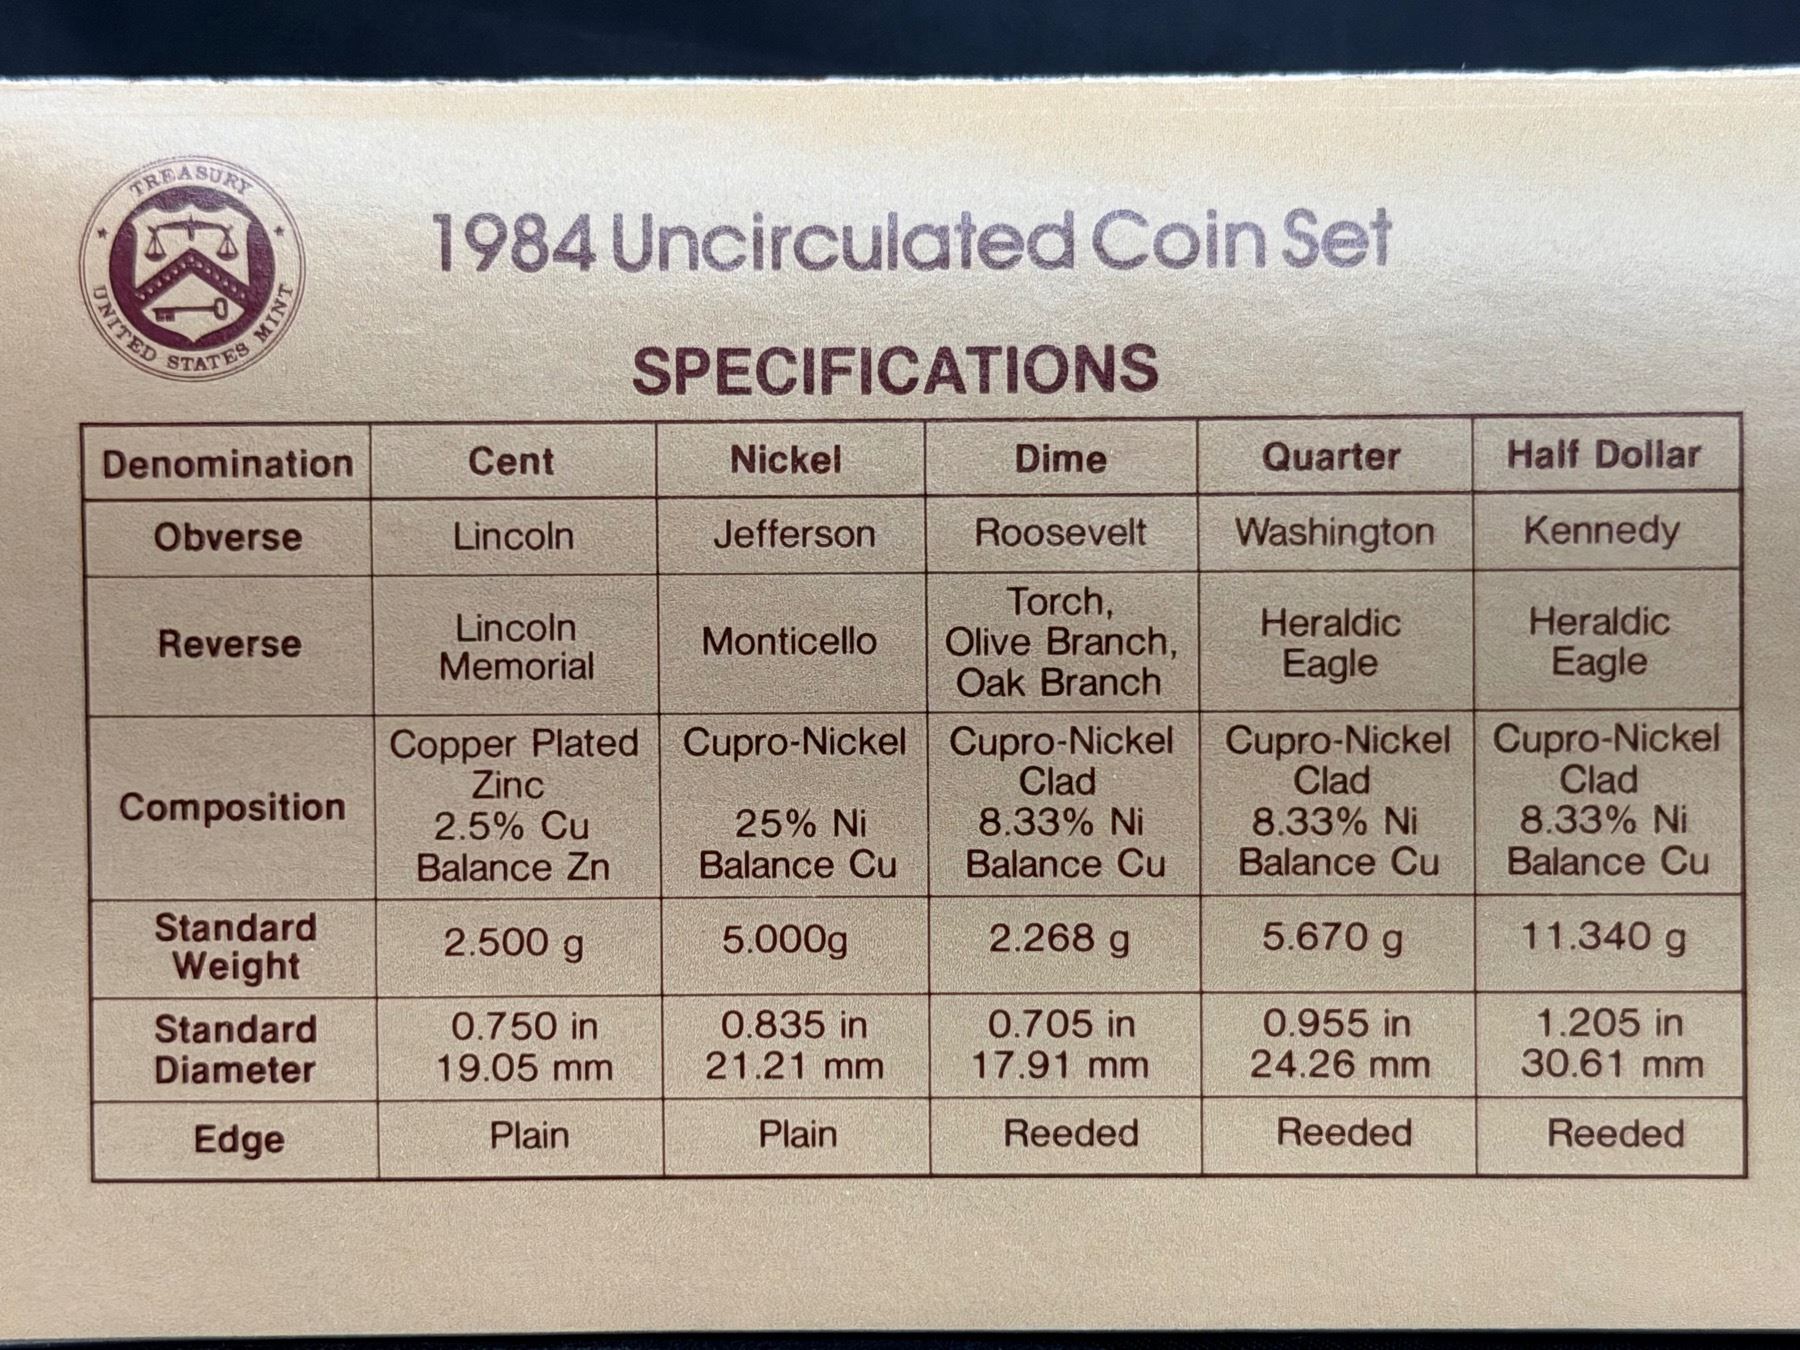 TREASURY
UNITED STATES MINT
1984 Uncirculated Coin Set
SPECIFICATIONS
Denomination Cent Nickel Dime Quarter Half Dollar
Obverse Lincoln Jefferson Roosevelt Washington Kennedy
Reverse
Lincoln
Memorial
Monticello
Torch,
Olive Branch,
Oak Branch
Heraldic
Eagle
Heraldic
Eagle
Composition
Copper Plated
Zinc
2.5% Cu
Balance Zn
Cupro-Nickel
25% Ni
Balance Cu
Cupro-Nickel
Clad
8.33% Ni
Balance Cu
Cupro-Nickel
Clad
8.33% Ni
Balance Cu
Cupro-Nickel
Clad
8.33% Ni
Balance Cu
Standard
Weight
2.500 g 5.000g 2.268 g 5.670 g 11.340 g
Standard
Diameter
0.750 in
19.05 mm
0.835 in
21.21 mm
0.705 in
17.91 mm
0.955 in
24.26 mm
1.205 in
30.61 mm
Edge Plain Plain Reeded Reeded Reeded